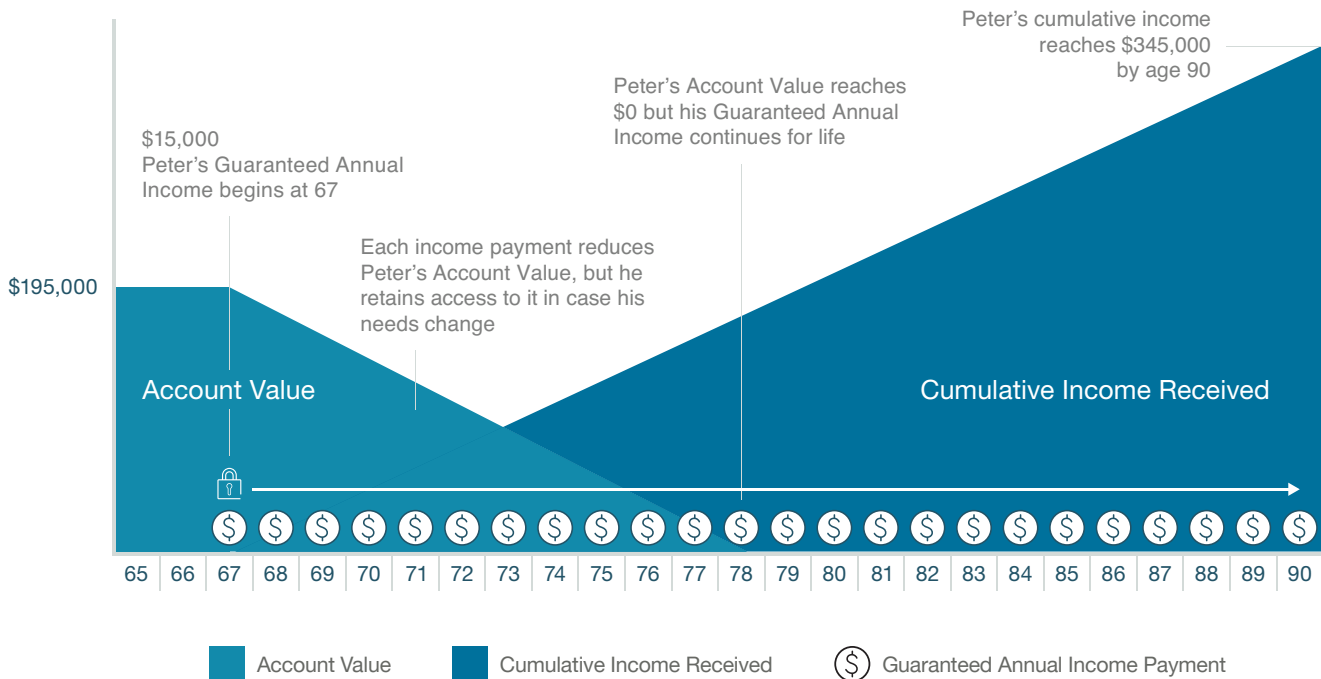 Peter’s cumulative income
reaches $345,000
by age 90
Peter’s Account Value reaches
$0 but his Guaranteed Annual
Income continues for life
$15,000
Peter’s Guaranteed Annual
Income begins at 67
Each income payment reduces
Peter’s Account Value, but he
retains access to it in case his
needs change
$195,000
Account Value
Cumulative Income Received
$ $ $ $ $ $ $ $ $ $ $ $ $ $ $ $ $ $ $ $ $ $ $ $
65 66 67 68 69 70 71 72 73 74 75 76 77 78 79 80 81 82 83 84 85 86 87 88 89 90
Account Value
Cumulative Income Received
$ Guaranteed Annual Income Payment